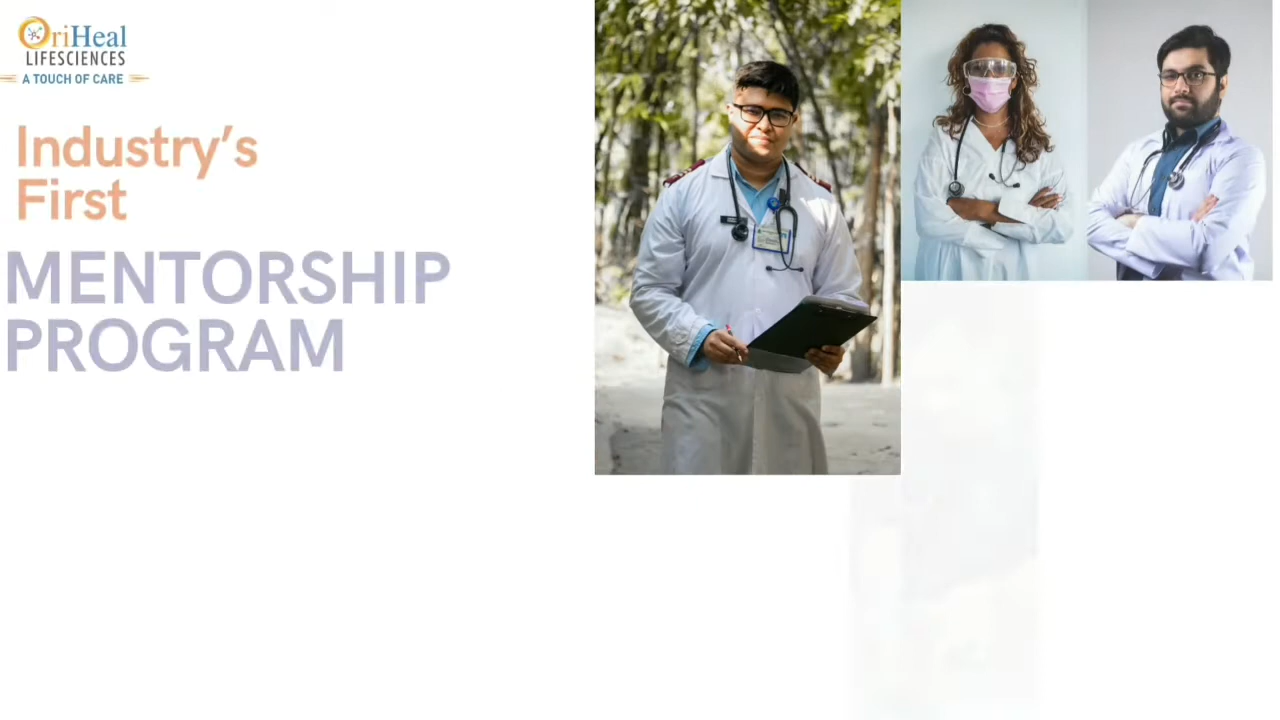 OriHeal
LIFESCIENCES
A TOUCH OF CARE
Industry's
First
MENTORSHIP
PROGRAM